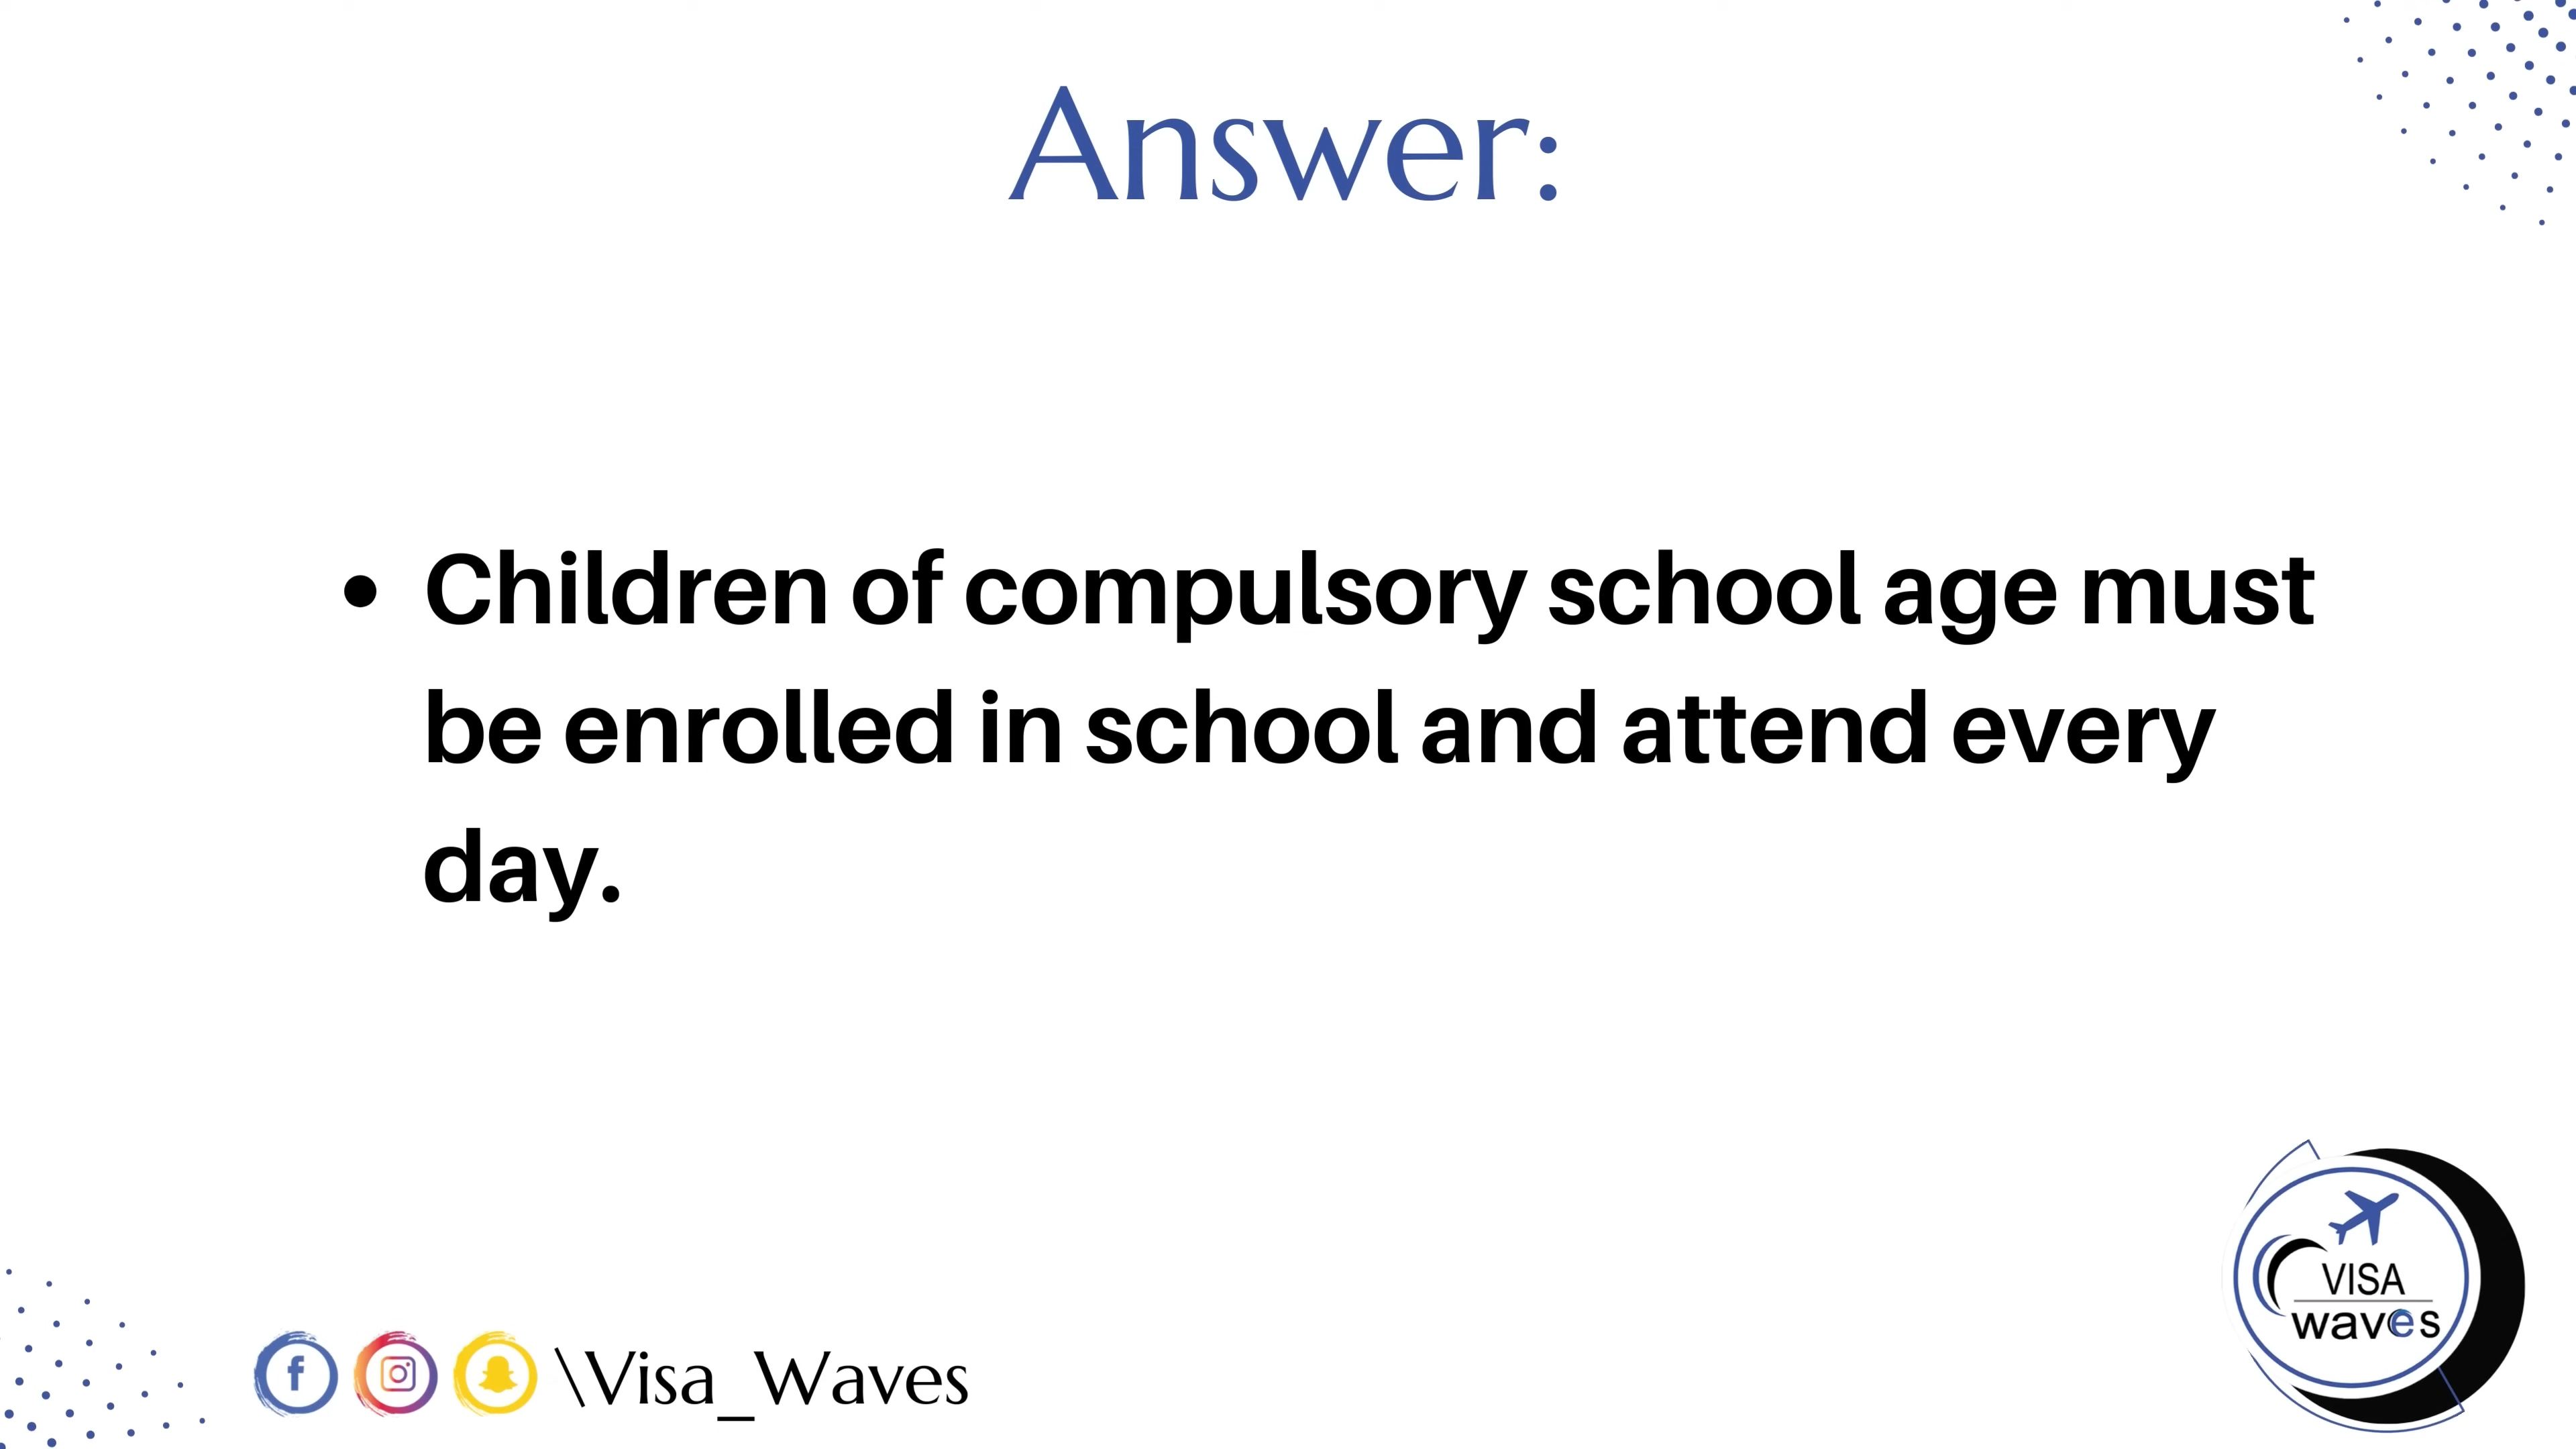 Answer:
• Children of compulsory school age must
be enrolled in school and attend every
day.
VISA
waves
\Visa_Waves